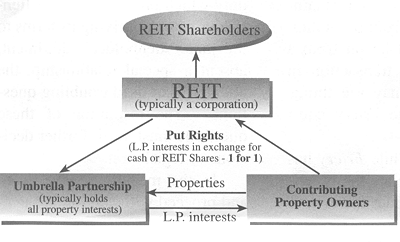 REIT Shareholders
REIT
(typically a corporation)
Put Rights
(L.P. interests in exchange for
cash or REIT Shares - 1 for 1)
Umbrella Partnership
(typically holds
all property interests)
Properties
L.P. interests
Contributing
Property Owners